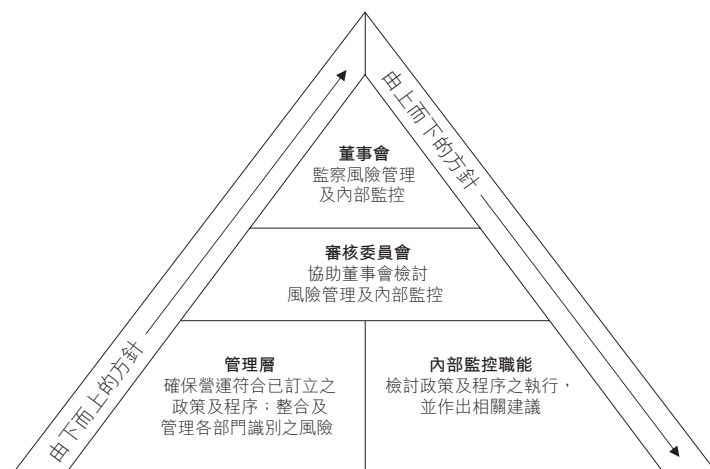 由上而下的方針
董事會
監察風險管理
及內部監控
審核委員會
協助董事會檢討
風險管理及內部監控
由下而上的方針
管理層
確保營運符合已訂立之
政策及程序；整合及
管理各部門識別之風險
內部監控職能
檢討政策及程序之執行，
並作出相關建議